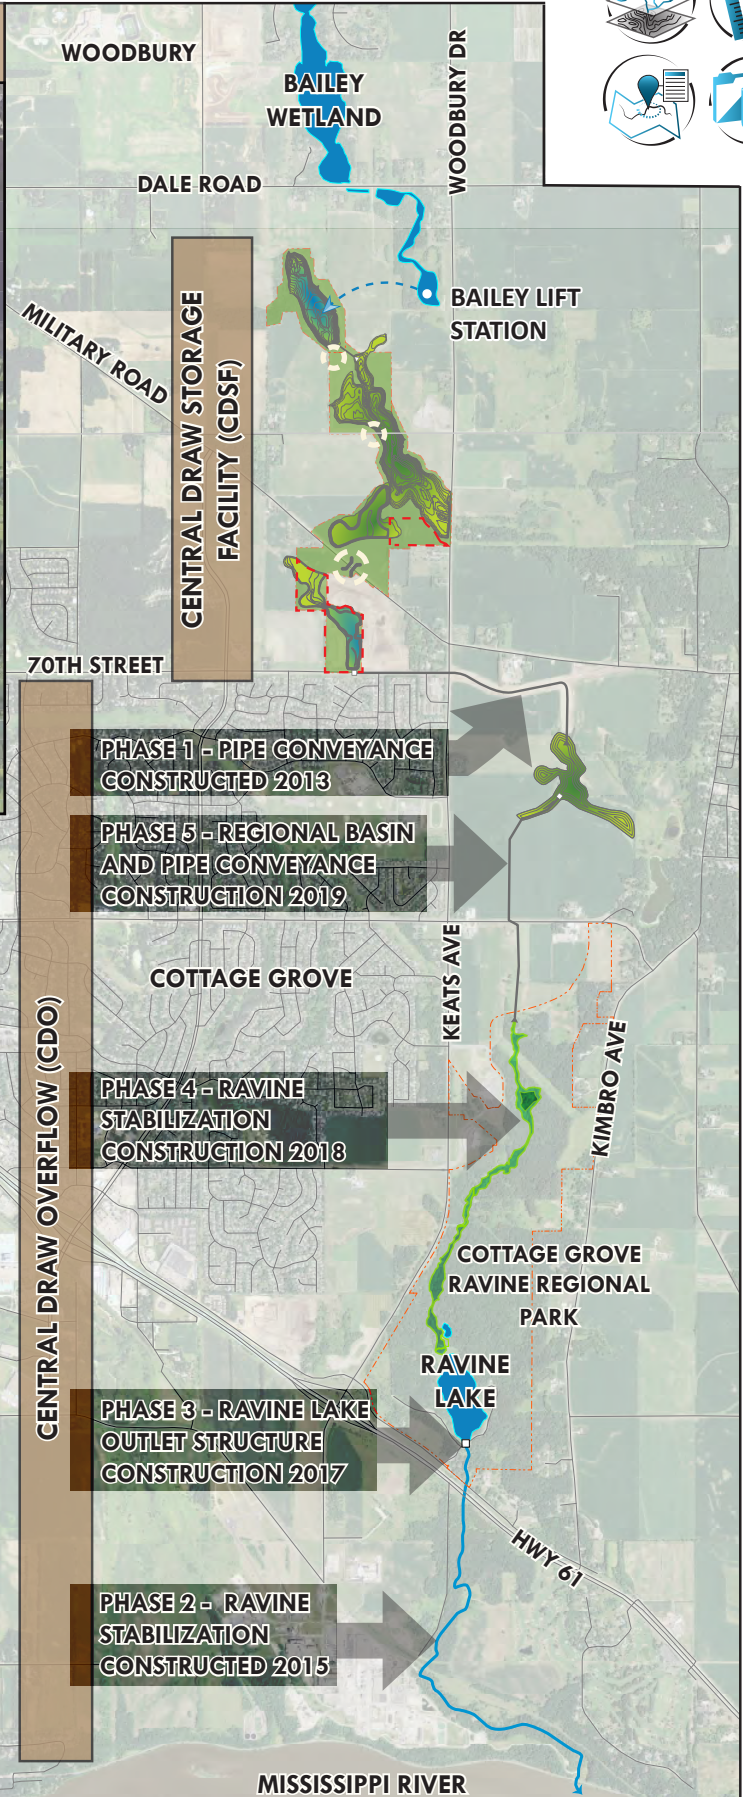 WOODBURY
BAILEY
WETLAND
WOODBURY DR
DALE ROAD
BAILEY LIFT
STATION
MILITARY ROAD
CENTRAL DRAW STORAGE
FACILITY (CDSF)
70TH STREET
PHASE 1 - PIPE CONVEYANCE
CONSTRUCTED 2013
PHASE 5 - REGIONAL BASIN
AND PIPE CONVEYANCE
CONSTRUCTION 2019
COTTAGE GROVE
KEATS AVE
KIMBRO AVE
CENTRAL DRAW OVERFLOW (CDO)
PHASE 4 - RAVINE
STABILIZATION
CONSTRUCTION 2018
COTTAGE GROVE
RAVINE REGIONAL
PARK
RAVINE
LAKE
PHASE 3 - RAVINE LAKE
OUTLET STRUCTURE
CONSTRUCTION 2017
HWY 61
PHASE 2 - RAVINE
STABILIZATION
CONSTRUCTED 2015
MISSISSIPPI RIVER